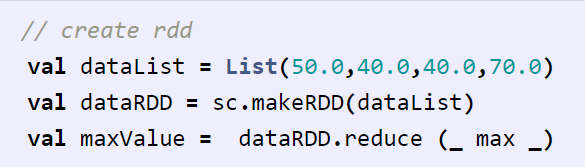 // create rdd
val dataList = List(50.0,40.0,40.0,70.0)
val dataRDD = sc.makeRDD(dataList)
val maxValue =  dataRDD.reduce (_ max _)